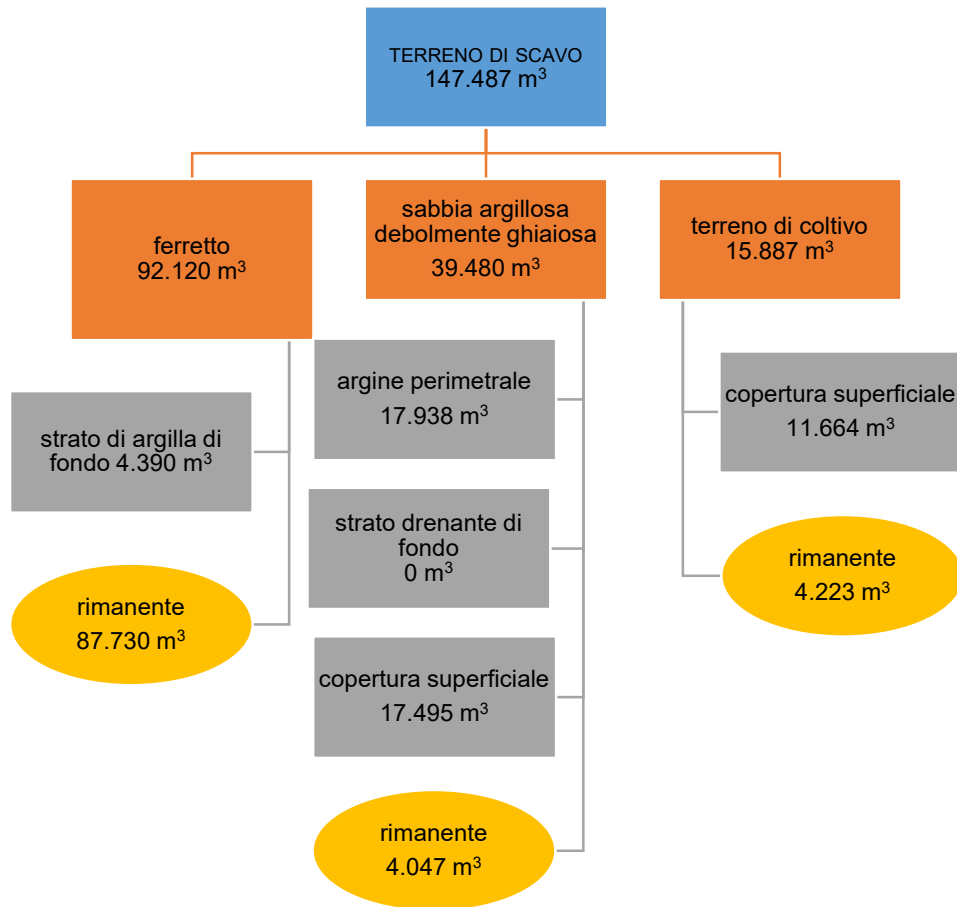 TERRENO DI SCAVO
147.487 m³
ferretto
92.120 m³
sabbia argillosa
debolmente ghiaiosa
39.480 m³
terreno di coltivo
15.887 m³
strato di argilla di
fondo 4.390 m³
rimanente
87.730 m³
argine perimetrale
17.938 m³
strato drenante di
fondo
0 m³
copertura superficiale
17.495 m³
rimanente
4.047 m³
copertura superficiale
11.664 m³
rimanente
4.223 m³